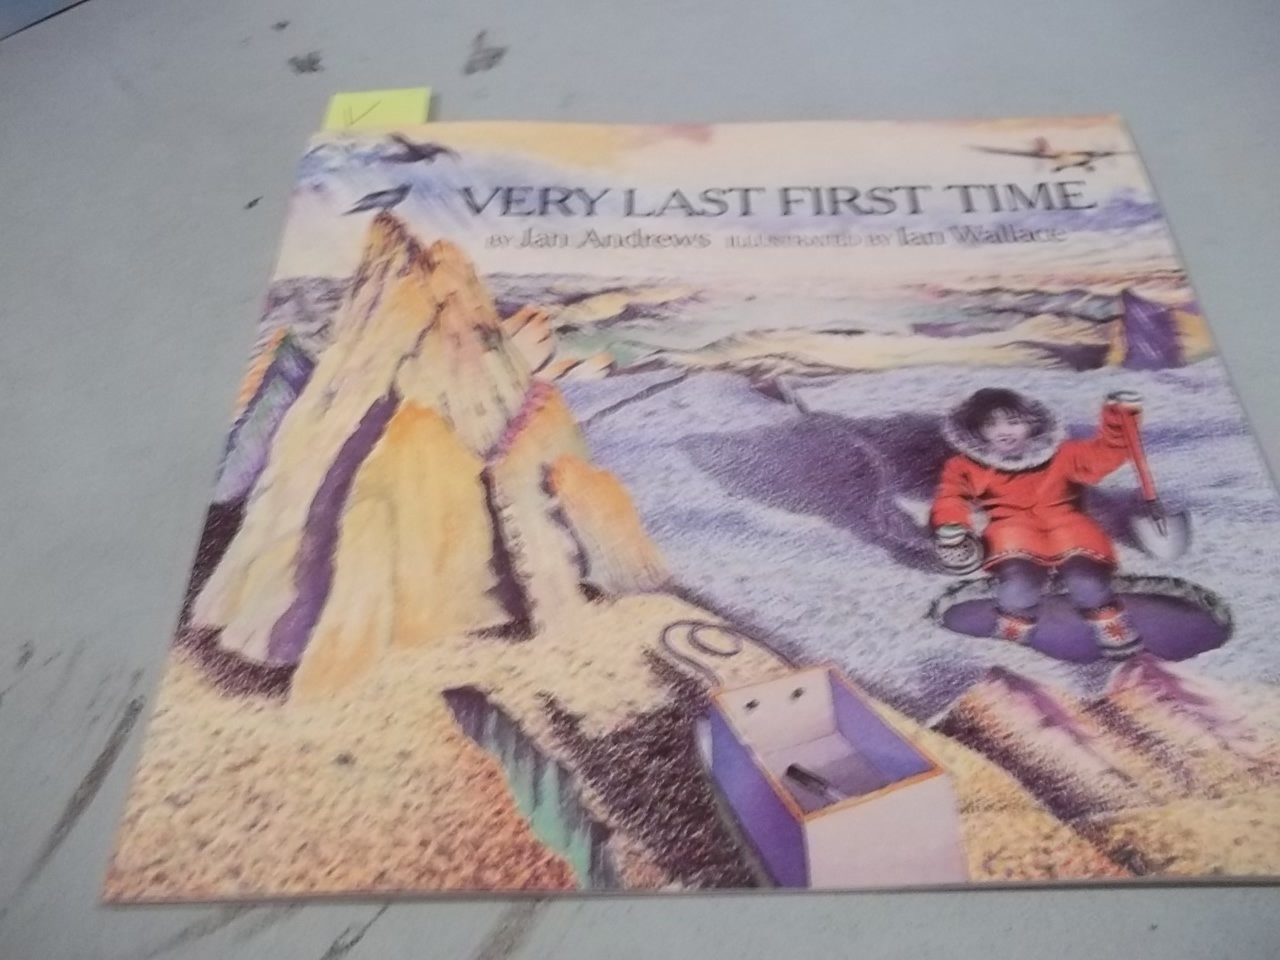 VERY LAST FIRST TIME
BY Jan Andrews ILLUSTRATED BY Ian Wallace